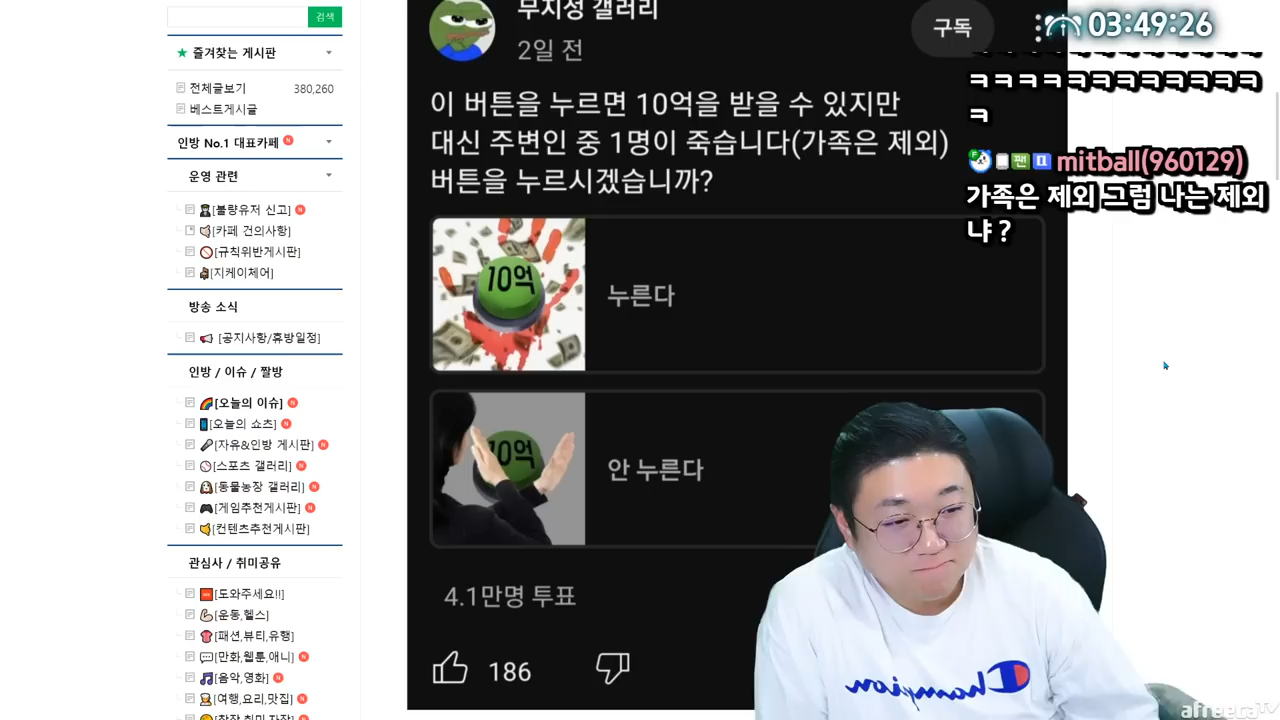 검색
★ 즐겨찾는 게시판
전체글보기 380,260
베스트게시글
인방 No.1 대표카페 N
운영 관련
[불량유저 신고] N
[카페 건의사항]
[규칙위반게시판]
[지케이체어]
방송 소식
[공지사항/휴방일정]
인방 / 이슈 / 짤방
[오늘의 이슈] N
[오늘의 쇼츠] N
[자유&인방 게시판] N
[스포츠 갤러리] N
[동물농장 갤러리] N
[게임추천게시판] N
[컨텐츠추천게시판]
관심사 / 취미공유
[도와주세요!!]
[운동,헬스]
[패션,뷰티,유행]
[만화,웹툰,애니] N
[음악,영화] N
[여행,요리,맛집] N
무지성 갤러리
2일 전
구독
이 버튼을 누르면 10억을 받을 수 있지만
대신 주변인 중 1명이 죽습니다(가족은 제외)
버튼을 누르시겠습니까?
10억
누른다
10억
안 누른다
4.1만명 투표
186
03:49:26
ㅋㅋㅋㅋㅋㅋㅋㅋㅋㅋㅋㅋ
ㅋㅋㅋㅋㅋㅋㅋㅋㅋㅋㅋㅋ
ㅋ
팬 mitball(960129)
가족은 제외 그럼 나는 제외
냐 ?
Champion
afreecaTV